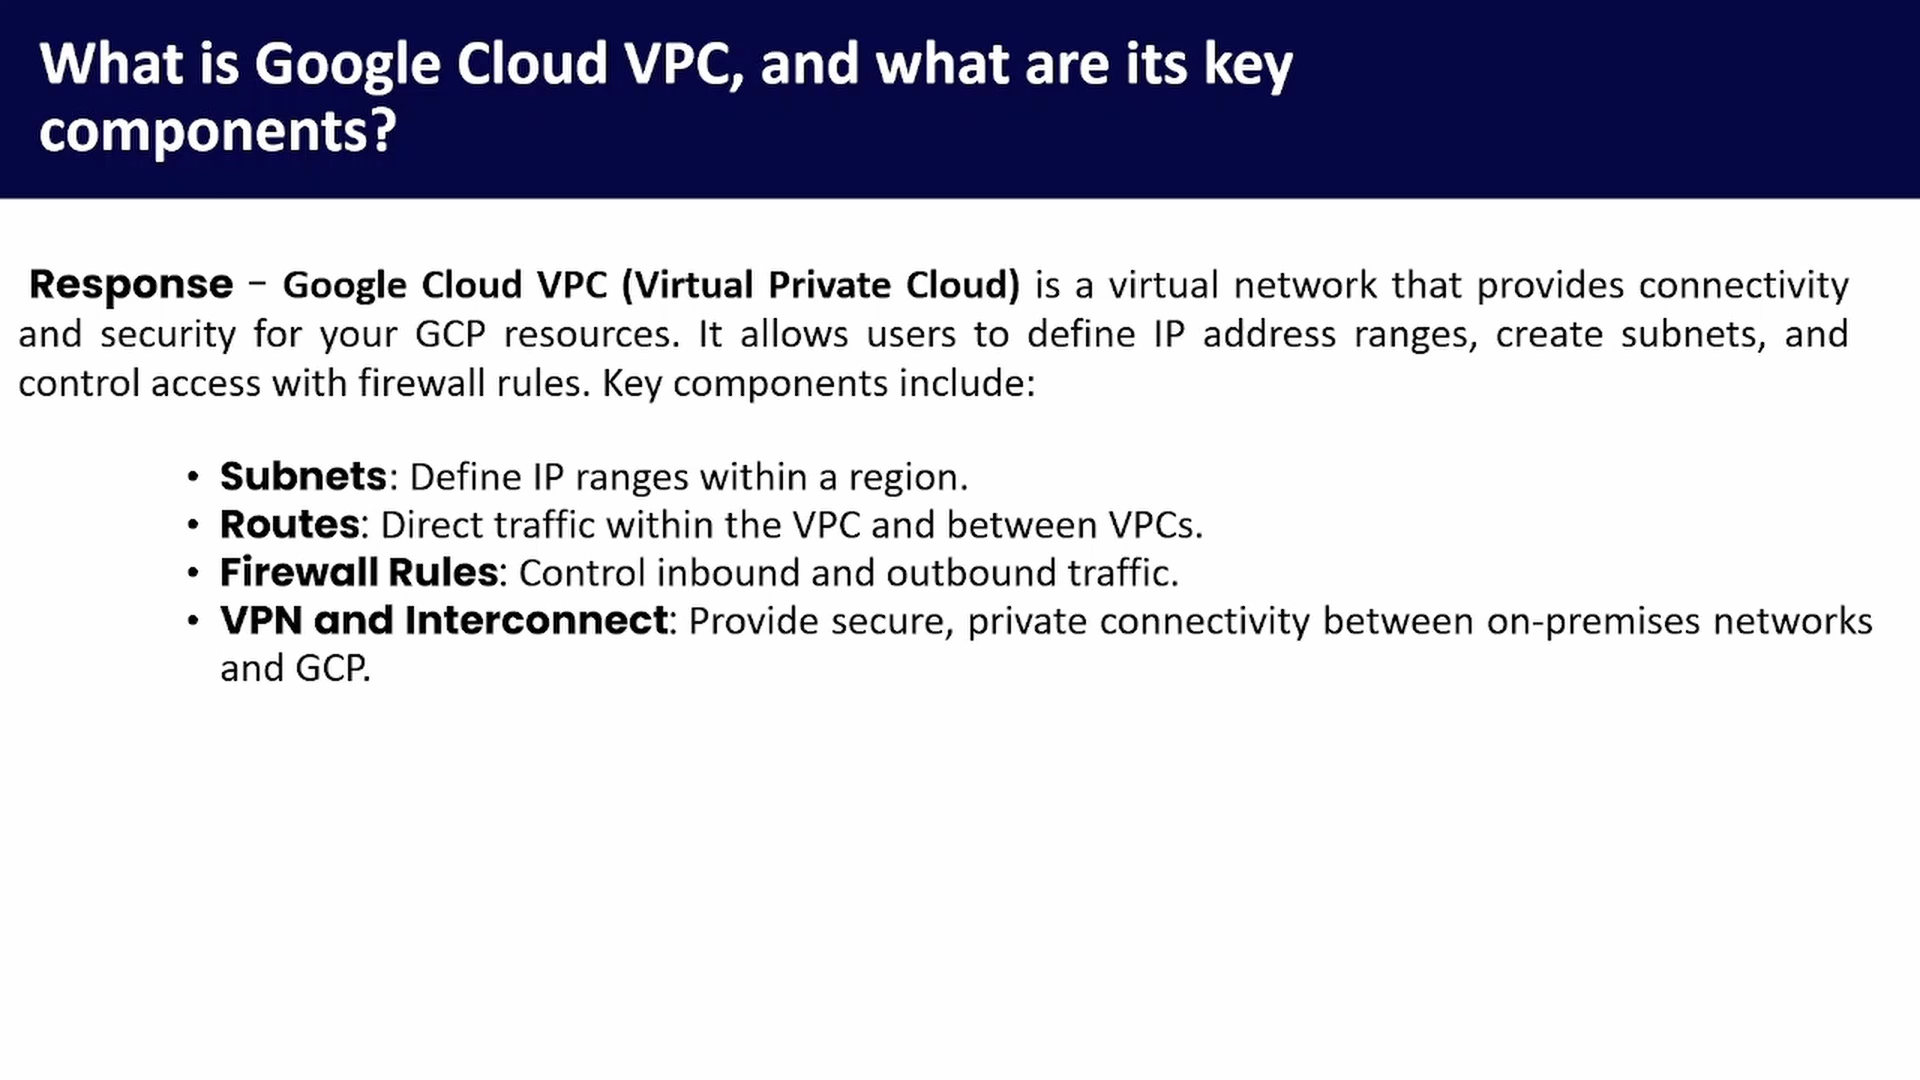 What is Google Cloud VPC, and what are its key
components?
Response – Google Cloud VPC (Virtual Private Cloud) is a virtual network that provides connectivity
and security for your GCP resources. It allows users to define IP address ranges, create subnets, and
control access with firewall rules. Key components include:
• Subnets: Define IP ranges within a region.
• Routes: Direct traffic within the VPC and between VPCs.
• Firewall Rules: Control inbound and outbound traffic.
• VPN and Interconnect: Provide secure, private connectivity between on-premises networks
and GCP.